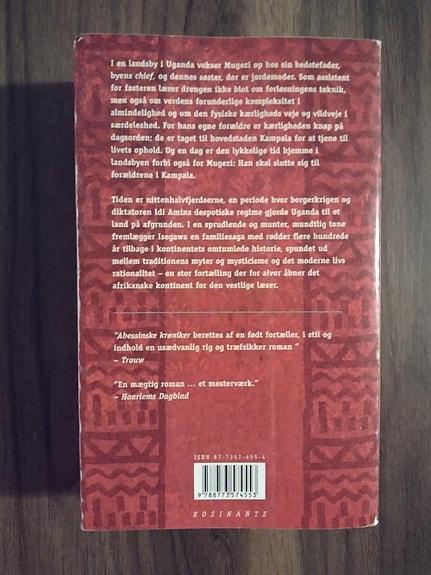 I en landsby i Uganda vokser Mugezi op hos sin bedstefader,
byens chief, og dennes søster, der er jordemoder. Som assistent
for fasteren lærer drengen ikke blot om forløsningens teknik,
men også om verdens forunderlige kompleksitet i
almindelighed og om den fysiske kærligheds veje og vildveje i
særdeleshed. For hans egne forældre er kærligheden knap på
dagsorden: de er taget til hovedstaden Kampala for at tjene til
livets ophold. Og en dag er den lykkelige tid hjemme i
landsbyen forbi også for Mugezi: Han skal slutte sig til
forældrene i Kampala.
Tiden er nittenhalvfjerdserne, en periode hvor borgerkrigen og
diktatoren Idi Amins despotiske regime gjorde Uganda til et
land på afgrunden. I en sprudlende og munter, mundtlig tone
fremlægger Isegawa en familiesaga med rødder flere hundrede
år tilbage i kontinentets omtumlede historie, spundet ud
mellem traditionens myter og mysticisme og det moderne livs
rationalitet – en stor fortælling der for alvor åbner det
afrikanske kontinent for den vestlige læser.
"Abessinske krøniker berettes af en født fortæller, i stil og
indhold en usædvanlig rig og træfsikker roman "
– Trouw
"En mægtig roman ... et mesterværk."
– Haarlems Dagblad
ISBN 87-7357-455-4
9 788773 574553
ROSINANTE